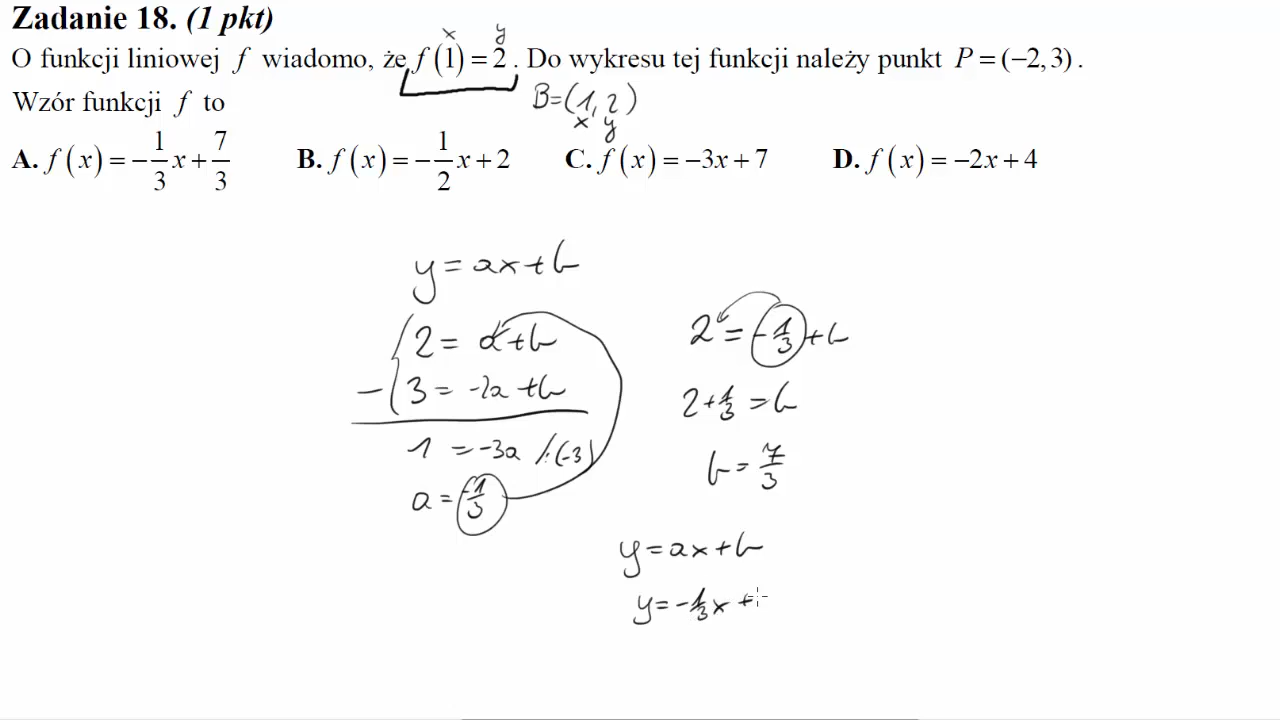 Zadanie 18. (1 pkt)
x y
O funkcji liniowej f wiadomo, że f(1) = 2. Do wykresu tej funkcji należy punkt P = (−2, 3).
B=(1, 2)
x y
Wzór funkcji f to
A. f(x) = −1/3x + 7/3 B. f(x) = −1/2x + 2 C. f(x) = −3x + 7 D. f(x) = −2x + 4
y = ax + b
2 = a + b
− 3 = -2a + b
1 = -3a /:(-3)
a = -1/3
2 = -1/3 + b
2 + 1/3 = b
b = 7/3
y = ax + b
y = -1/3x +